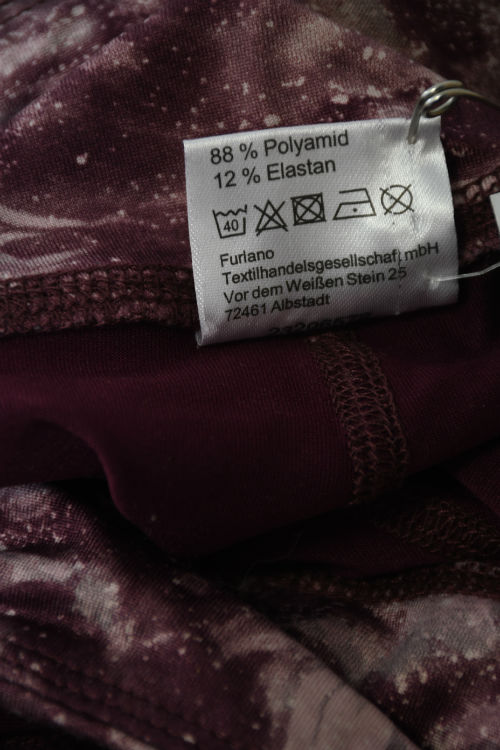 88 % Polyamid
12 % Elastan
40
Furlano
Textilhandelsgesellschaft mbH
Vor dem Weißen Stein 25
72461 Albstadt